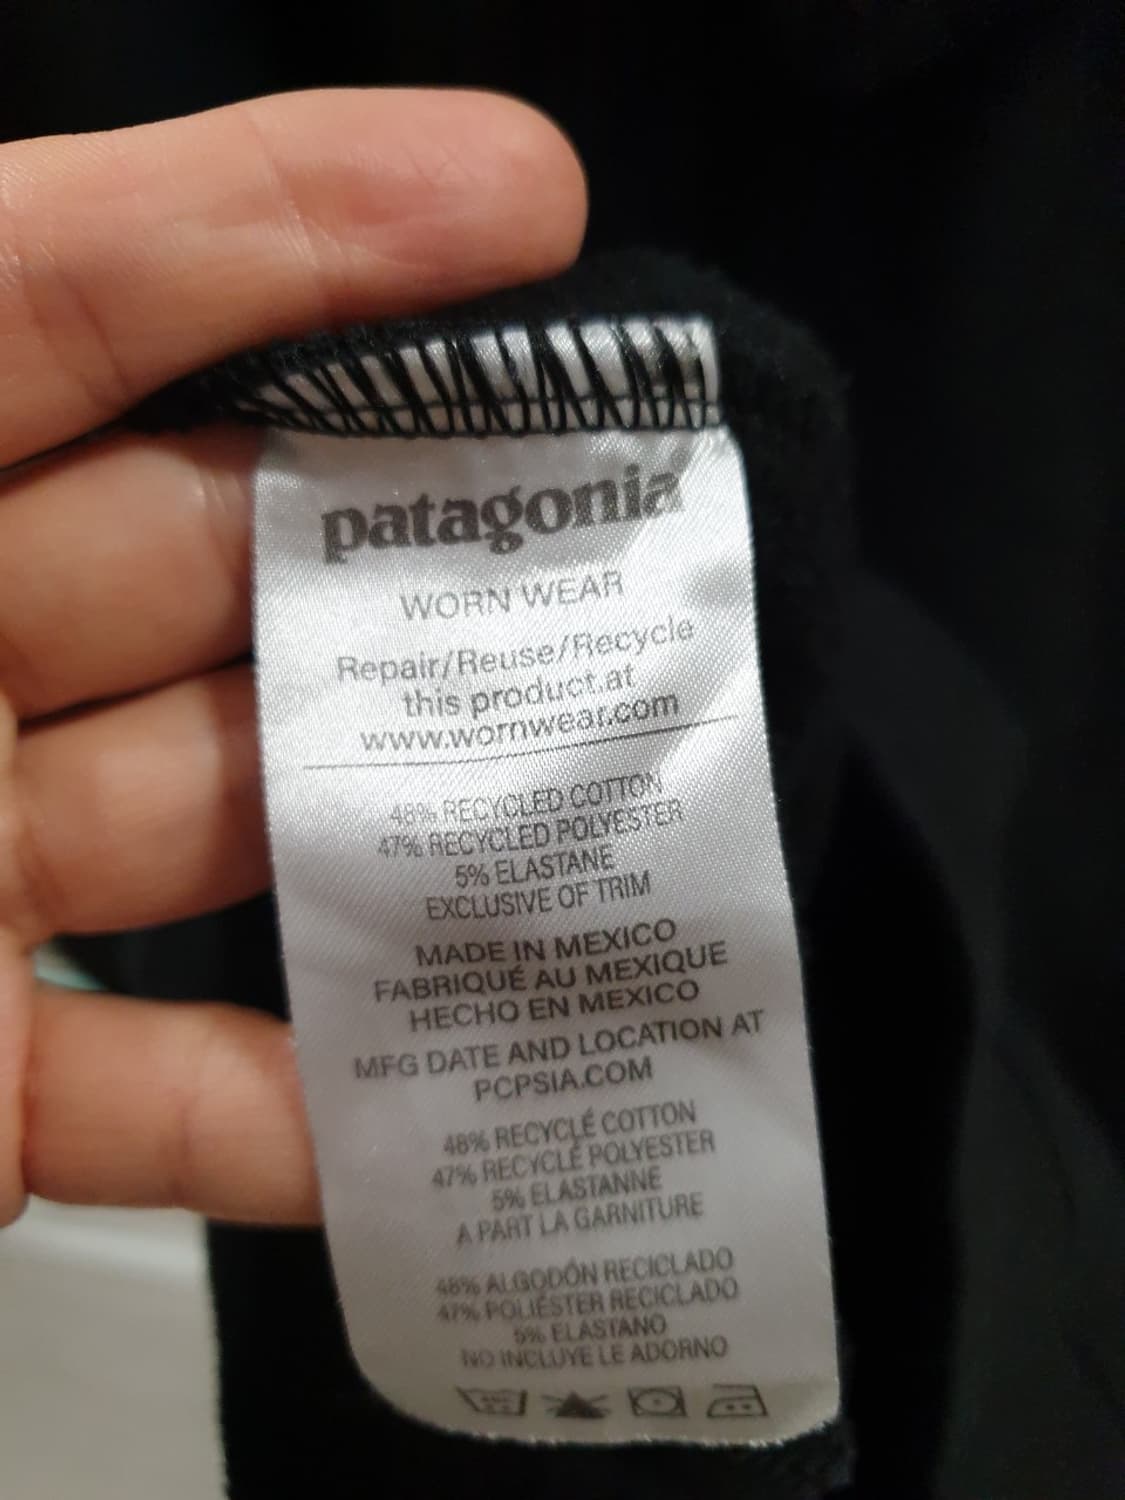 patagonia
WORN WEAR
Repair/Reuse/Recycle
this product at
www.wornwear.com
48% RECYCLED COTTON
47% RECYCLED POLYESTER
5% ELASTANE
EXCLUSIVE OF TRIM
MADE IN MEXICO
FABRIQUÉ AU MEXIQUE
HECHO EN MEXICO
MFG DATE AND LOCATION AT
PCPSIA.COM
48% RECYCLÉ COTTON
47% RECYCLÉ POLYESTER
5% ELASTANNE
A PART LA GARNITURE
48% ALGODÓN RECICLADO
47% POLIÉSTER RECICLADO
5% ELASTANO
NO INCLUYE LE ADORNO